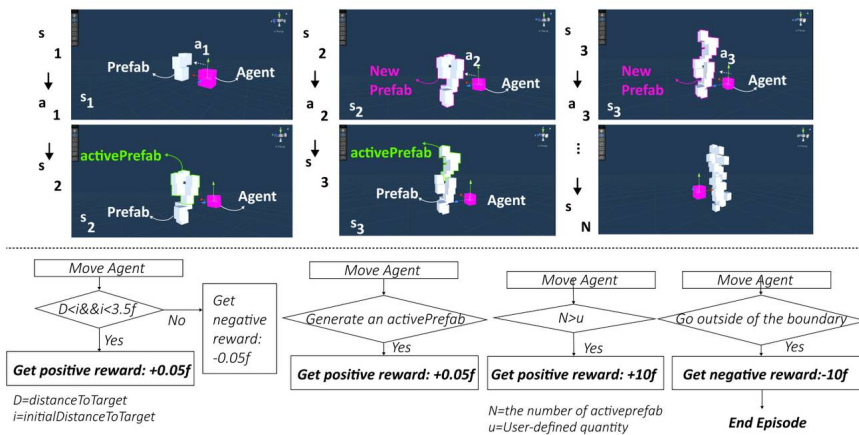 s
1
a
1
s
2
Prefab
a1
Agent
s1
activePrefab
Prefab
Agent
s2
s
2
a
2
s
3
New
Prefab
a2
Agent
s2
activePrefab
Prefab
Agent
s3
s
3
a
3
⋮
s
N
New
Prefab
a3
Agent
s3
Move Agent
D<i&&i<3.5f
No
Yes
Get
negative
reward:
-0.05f
Get positive reward: +0.05f
D=distanceToTarget
i=initialDistanceToTarget
Move Agent
Generate an activePrefab
Yes
Get positive reward: +0.05f
Move Agent
N>u
Yes
Get positive reward: +10f
N=the number of activeprefab
u=User-defined quantity
Move Agent
Go outside of the boundary
Yes
Get negative reward:-10f
End Episode